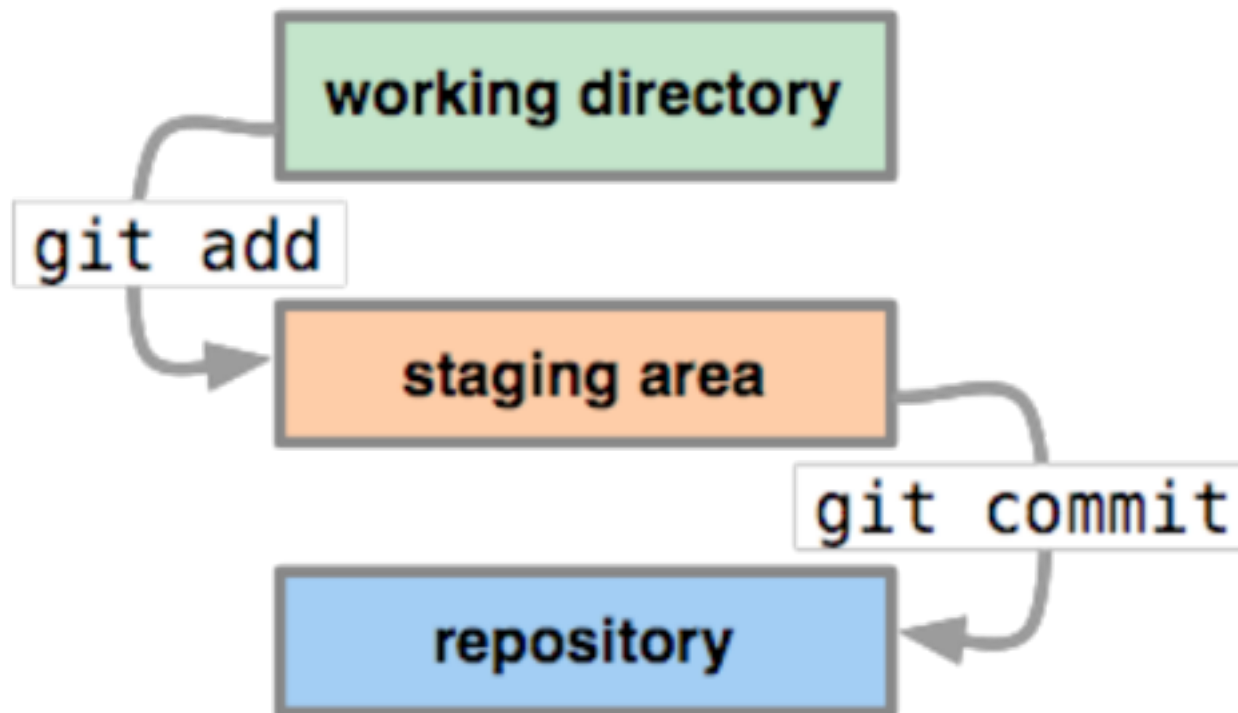 working directory
git add
staging area
git commit
repository